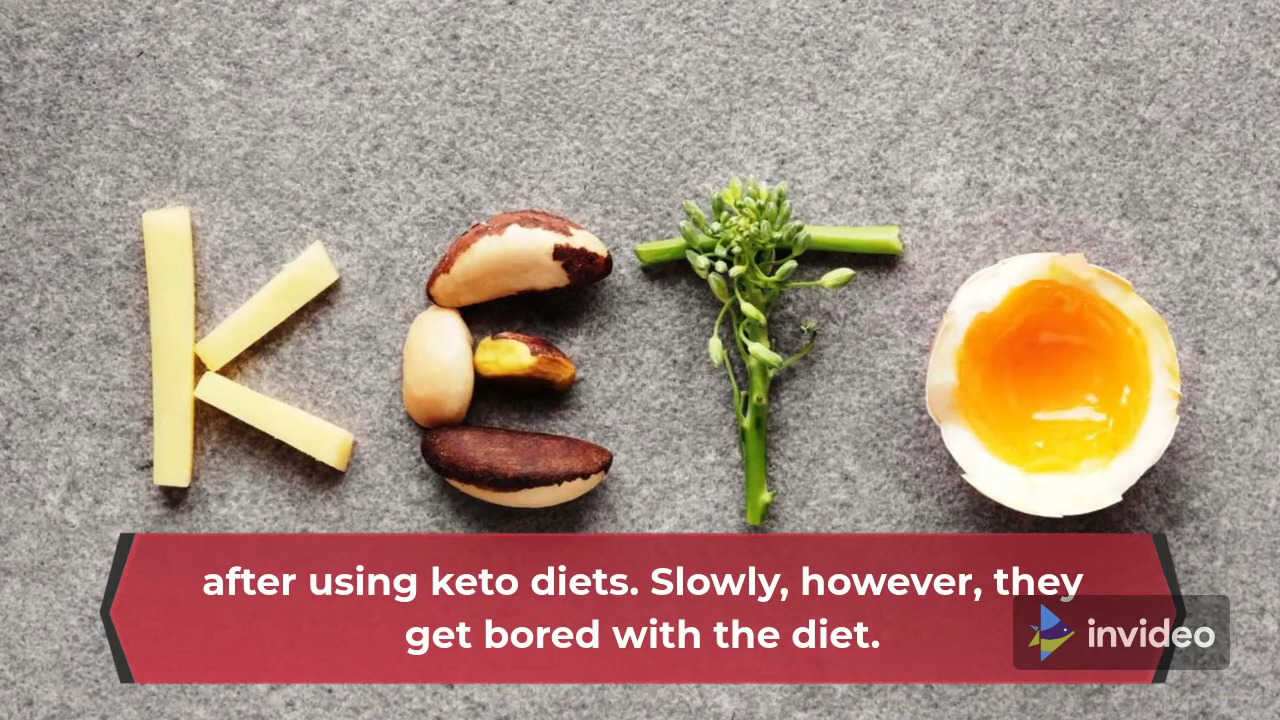 KETO
after using keto diets. Slowly, however, they
get bored with the diet.
invideo